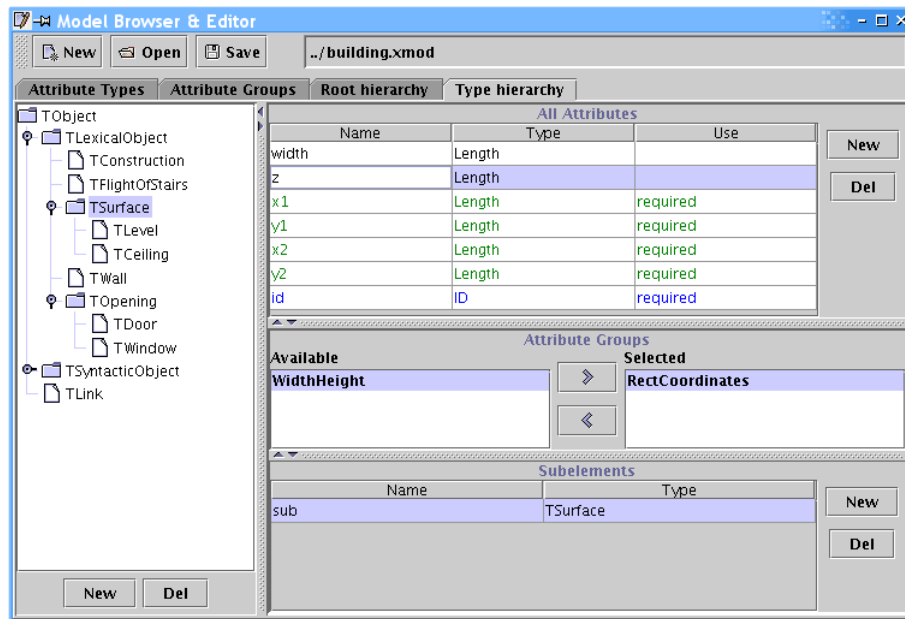 Model Browser & Editor
New Open Save ../building.xmod
Attribute Types Attribute Groups Root hierarchy Type hierarchy
TObject
TLexicalObject
TConstruction
TFlightOfStairs
TSurface
TLevel
TCeiling
TWall
TOpening
TDoor
TWindow
TSyntacticObject
TLink
New Del
All Attributes
Name Type Use
width Length
z Length
x1 Length required
y1 Length required
x2 Length required
y2 Length required
id ID required
New
Del
Attribute Groups
Available Selected
WidthHeight RectCoordinates
Subelements
Name Type
sub TSurface
New
Del